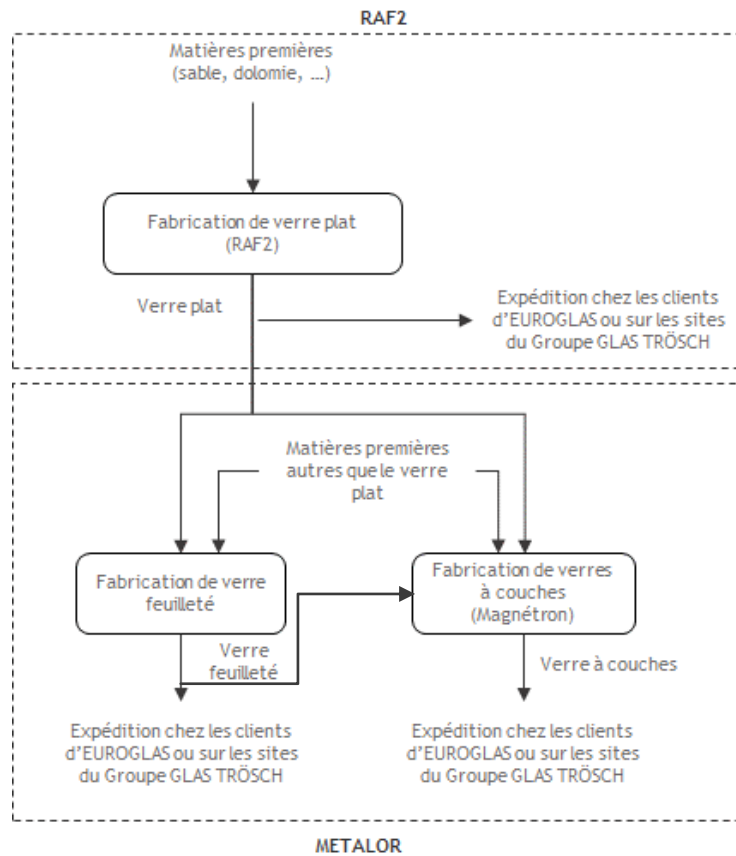 RAF2
Matières premières
(sable, dolomie, ...)
Fabrication de verre plat
(RAF2)
Verre plat
Expédition chez les clients
d'EUROGLAS ou sur les sites
du Groupe GLAS TRÖSCH
Matières premières
autres que le verre
plat
Fabrication de verre
feuilleté
Fabrication de verres
à couches
(Magnétron)
Verre
feuilleté
Verre à couches
Expédition chez les clients
d'EUROGLAS ou sur les sites
du Groupe GLAS TRÖSCH
Expédition chez les clients
d'EUROGLAS ou sur les sites
du Groupe GLAS TRÖSCH
METALOR